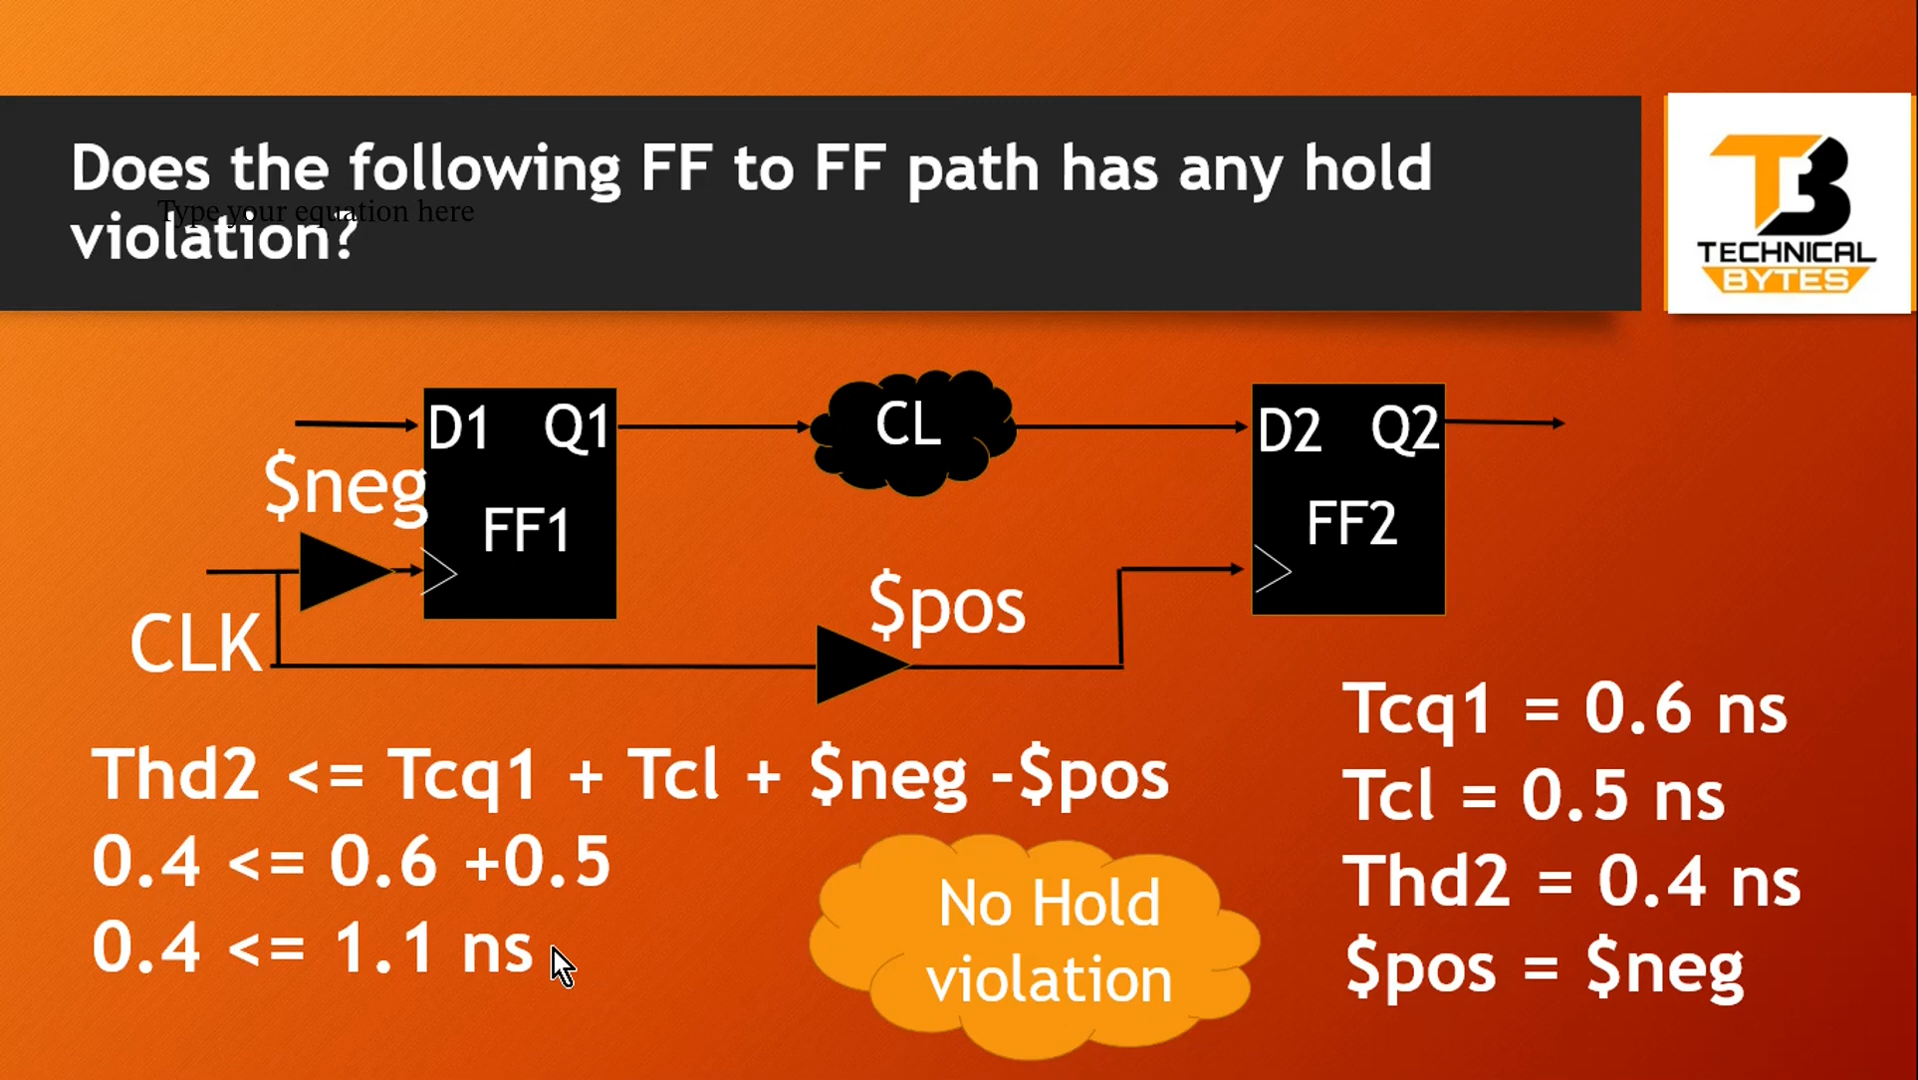 Does the following FF to FF path has any hold
Type your equation here
violation?
TB
TECHNICAL
BYTES
D1 Q1
CL
D2 Q2
$neg
FF1
FF2
$pos
CLK
Tcq1 = 0.6 ns
Thd2 <= Tcq1 + Tcl + $neg -$pos
Tcl = 0.5 ns
0.4 <= 0.6 +0.5
Thd2 = 0.4 ns
No Hold
violation
0.4 <= 1.1 ns
$pos = $neg